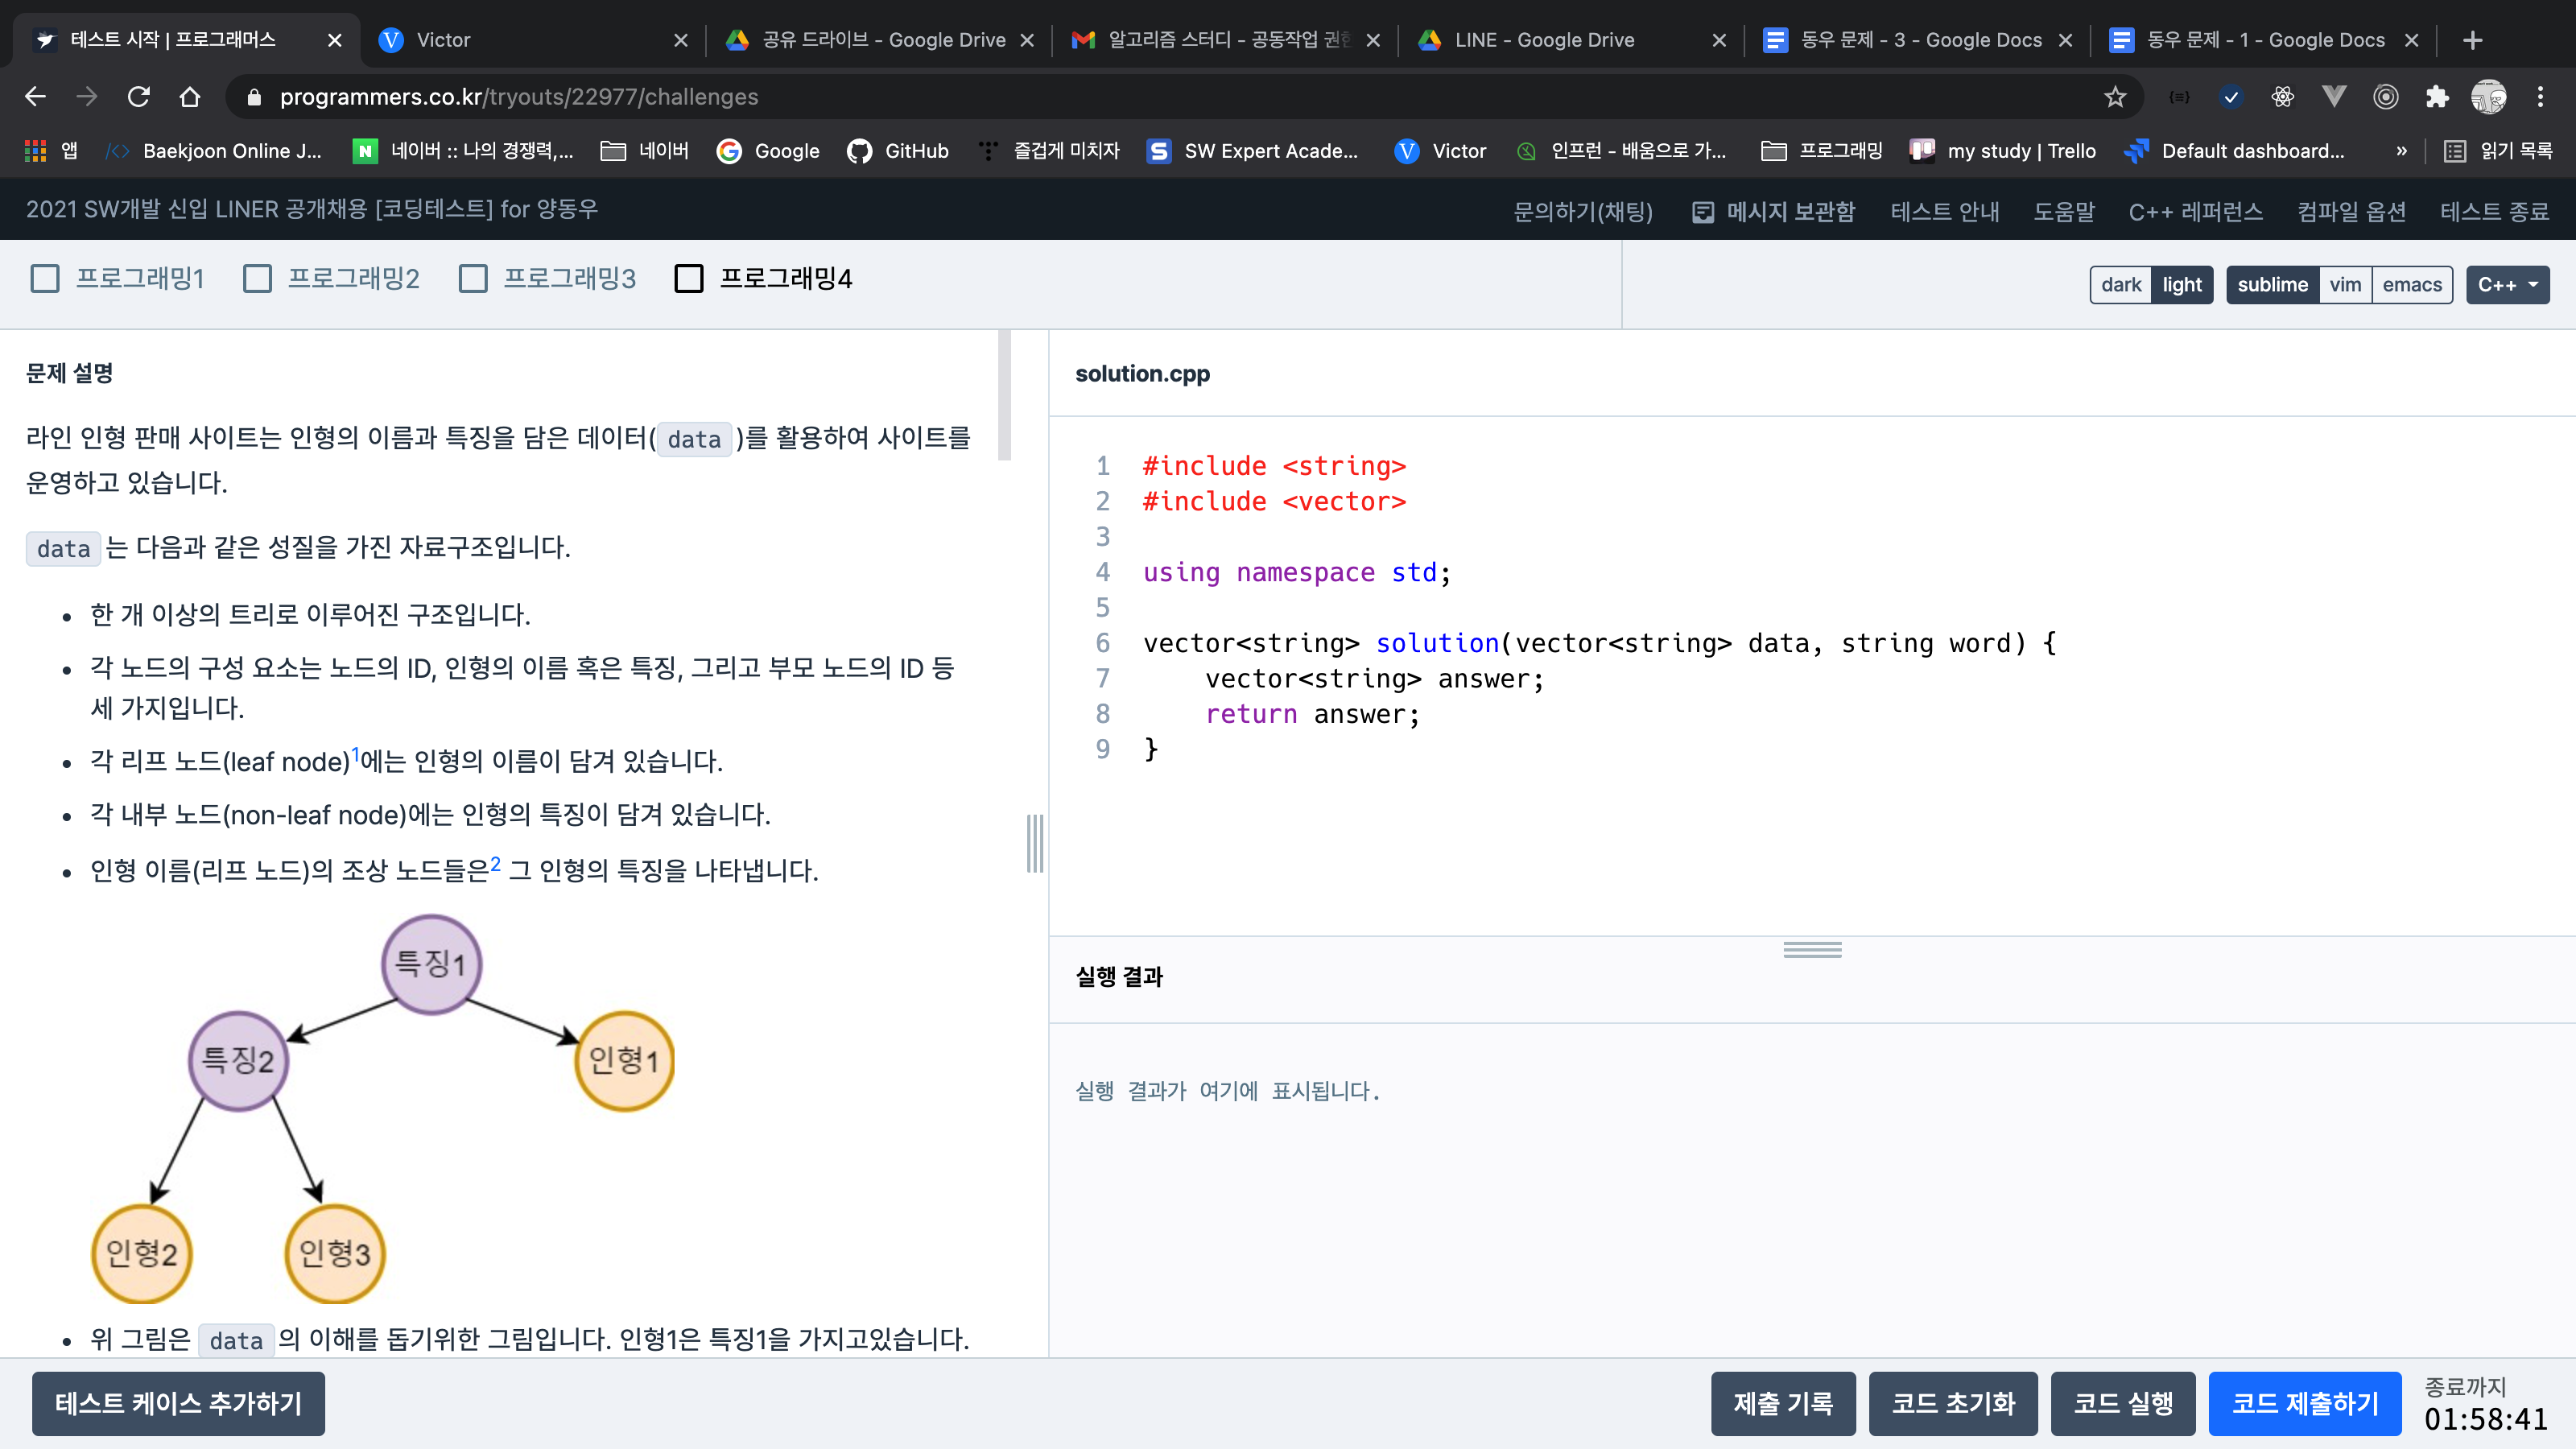 테스트 시작 | 프로그래머스
Victor
공유 드라이브 - Google Drive
알고리즘 스터디 - 공동작업
LINE - Google Drive
동우 문제 - 3 - Google Docs
동우 문제 - 1 - Google Docs
programmers.co.kr/tryouts/22977/challenges
앱
Baekjoon Online J...
네이버 :: 나의 경쟁력,...
네이버
Google
GitHub
즐겁게 미치자
SW Expert Acade...
Victor
인프런 - 배움으로 가...
프로그래밍
my study | Trello
Default dashboard...
»
읽기 목록
2021 SW개발 신입 LINER 공개채용 [코딩테스트] for 양동우
문의하기(채팅)
메시지 보관함
테스트 안내
도움말
C++ 레퍼런스
컴파일 옵션
테스트 종료
프로그래밍1
프로그래밍2
프로그래밍3
프로그래밍4
dark light
sublime vim emacs
C++
문제 설명
라인 인형 판매 사이트는 인형의 이름과 특징을 담은 데이터( data )를 활용하여 사이트를
운영하고 있습니다.
data 는 다음과 같은 성질을 가진 자료구조입니다.
• 한 개 이상의 트리로 이루어진 구조입니다.
• 각 노드의 구성 요소는 노드의 ID, 인형의 이름 혹은 특징, 그리고 부모 노드의 ID 등
세 가지입니다.
• 각 리프 노드(leaf node)1에는 인형의 이름이 담겨 있습니다.
• 각 내부 노드(non-leaf node)에는 인형의 특징이 담겨 있습니다.
• 인형 이름(리프 노드)의 조상 노드들은2 그 인형의 특징을 나타냅니다.
특징1
특징2
인형1
인형2
인형3
• 위 그림은 data 의 이해를 돕기위한 그림입니다. 인형1은 특징1을 가지고있습니다.
solution.cpp
1 #include <string>
2 #include <vector>
3
4 using namespace std;
5
6 vector<string> solution(vector<string> data, string word) {
7 vector<string> answer;
8 return answer;
9 }
실행 결과
실행 결과가 여기에 표시됩니다.
테스트 케이스 추가하기
제출 기록
코드 초기화
코드 실행
코드 제출하기
종료까지
01:58:41